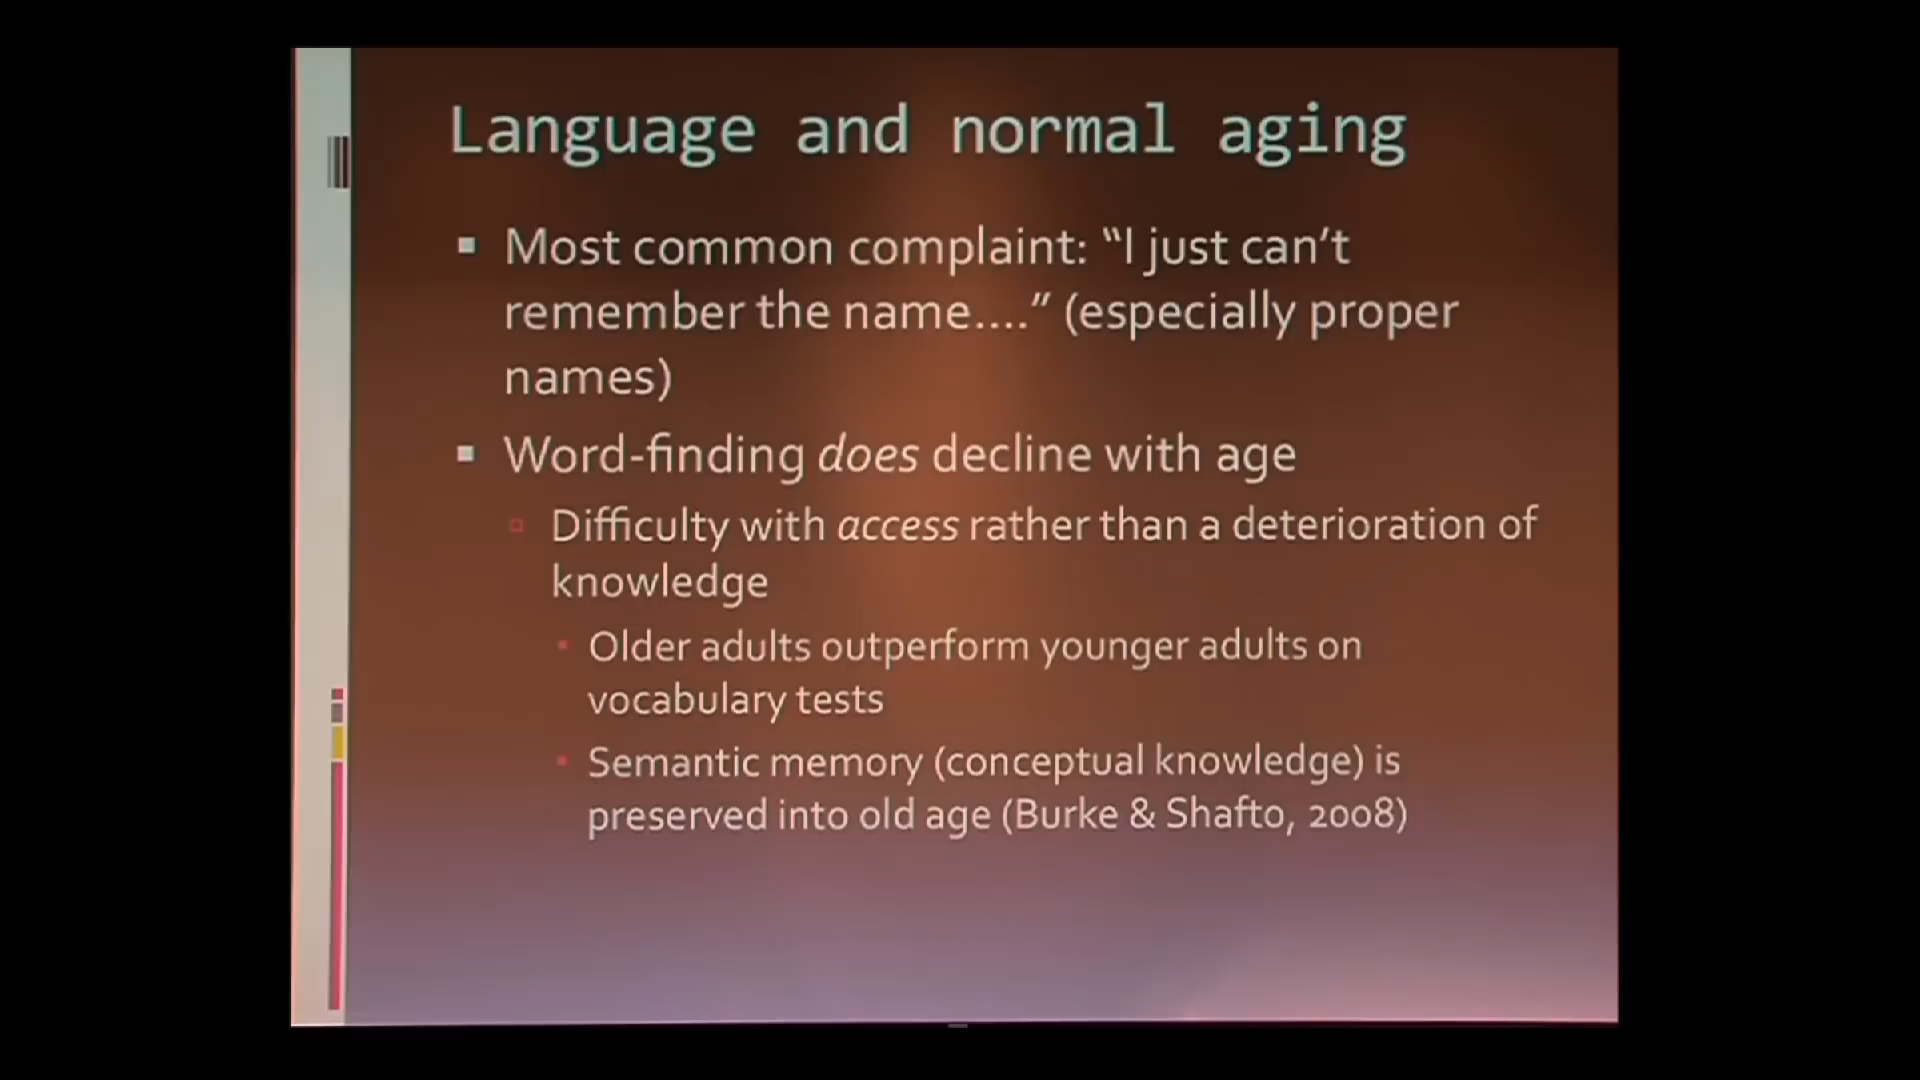 Language and normal aging
Most common complaint: “I just can’t
remember the name....” (especially proper
names)
Word-finding does decline with age
Difficulty with access rather than a deterioration of
knowledge
Older adults outperform younger adults on
vocabulary tests
Semantic memory (conceptual knowledge) is
preserved into old age (Burke & Shafto, 2008)